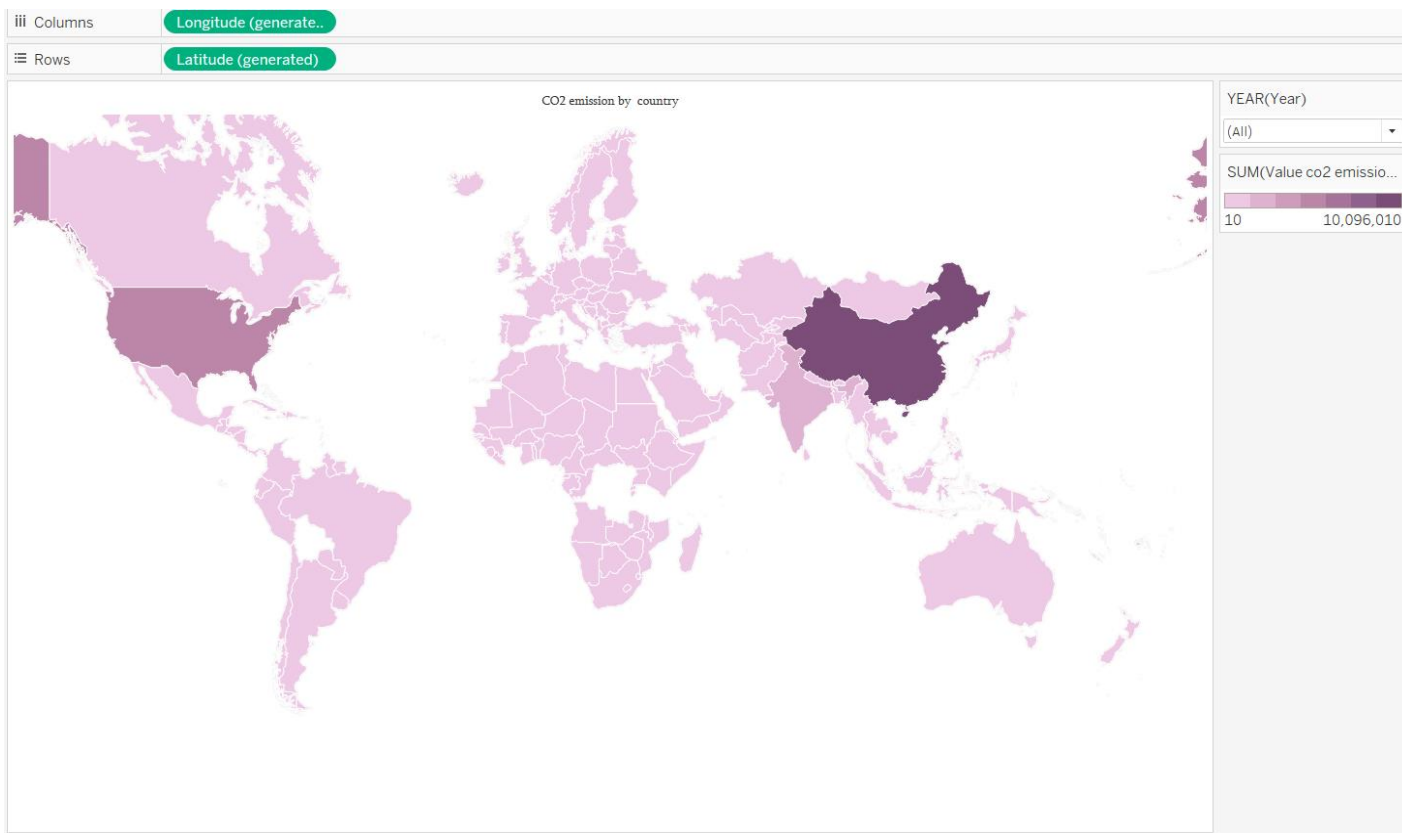 Columns
Longitude (generate..
Rows
Latitude (generated)
CO2 emission by country
YEAR(Year)
(All)
SUM(Value co2 emissio...
10 10,096,010